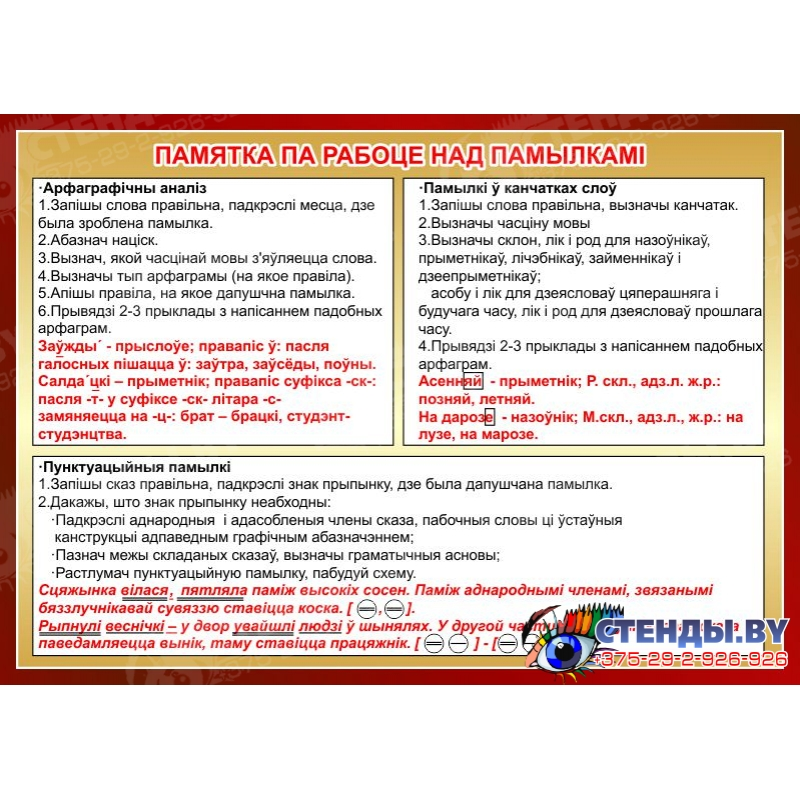 ПАМЯТКА ПА РАБОЦЕ НАД ПАМЫЛКАМІ
·Арфаграфічны аналіз
1.Запішы слова правільна, падкрэслі месца, дзе
была зроблена памылка.
2.Абазнач націск.
3.Вызнач, якой часцінай мовы з'яўляецца слова.
4.Вызначы тып арфаграмы (на якое правіла).
5.Апішы правіла, на якое дапушчна памылка.
6.Прывядзі 2-3 прыклады з напісаннем падобных
арфаграм.
Заўжды´ - прыслоўе; правапіс ў: пасля
галосных пішацца ў: заўтра, заўсёды, поўны.
Салда´цкі – прыметнік; правапіс суфікса -ск-:
пасля -т- у суфіксе -ск- літара -с-
замяняецца на -ц-: брат – брацкі, студэнт-
студэнцтва.
·Памылкі ў канчатках слоў
1.Запішы слова правільна, вызначы канчатак.
2.Вызначы часціну мовы
3.Вызначы склон, лік і род для назоўнікаў,
прыметнікаў, лічэбнікаў, займеннікаў і
дзеепрыметнікаў;
асобу і лік для дзеясловаў цяперашняга і
будучага часу, лік і род для дзеясловаў прошлага
часу.
4.Прывядзі 2-3 прыклады з напісаннем падобных
арфаграм.
Асенняй - прыметнік; Р. скл., адз.л. ж.р.:
позняй, летняй.
На дарозе - назоўнік; М.скл., адз.л., ж.р.: на
лузе, на марозе.
·Пунктуацыйныя памылкі
1.Запішы сказ правільна, падкрэслі знак прыпынку, дзе была дапушчана памылка.
2.Дакажы, што знак прыпынку неабходны:
·Падкрэслі аднародныя і адасобленыя члены сказа, пабочныя словы ці ўстаўныя
канструкцыі адпаведным графічным абазначэннем;
·Пазнач межы складаных сказаў, вызначы граматычныя асновы;
·Растлумач пунктуацыйную памылку, пабудуй схему.
Сцяжынка вілася, пятляла паміж высокіх сосен. Паміж аднароднымі членамі, звязанымі
бяззлучнікавай сувяззю ставіцца коска. [ , ].
Рыпнулі веснічкі – у двор увайшлі людзі ў шынялях. У другой
паведамляецца вынік, таму ставіцца працяжнік. [ ] - [
СТЕНДЫ.BY
+375-29-2-926-926